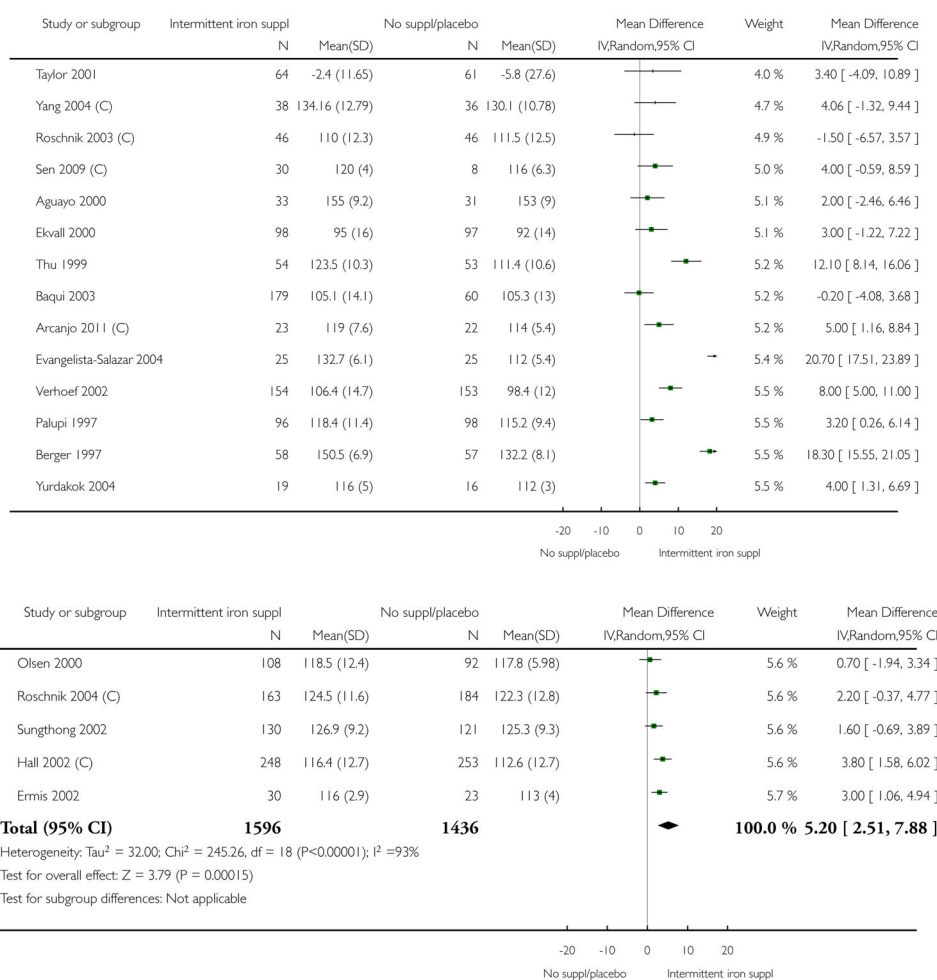 Study or subgroup Intermittent iron suppl No suppl/placebo Mean Difference Weight Mean Difference
N Mean(SD) N Mean(SD) IV,Random,95% CI IV,Random,95% CI
Taylor 2001 64 -2.4 (11.65) 61 -5.8 (27.6) 4.0 % 3.40 [ -4.09, 10.89 ]
Yang 2004 (C) 38 134.16 (12.79) 36 130.1 (10.78) 4.7 % 4.06 [ -1.32, 9.44 ]
Roschnik 2003 (C) 46 110 (12.3) 46 111.5 (12.5) 4.9 % -1.50 [ -6.57, 3.57 ]
Sen 2009 (C) 30 120 (4) 8 116 (6.3) 5.0 % 4.00 [ -0.59, 8.59 ]
Aguayo 2000 33 155 (9.2) 31 153 (9) 5.1 % 2.00 [ -2.46, 6.46 ]
Ekvall 2000 98 95 (16) 97 92 (14) 5.1 % 3.00 [ -1.22, 7.22 ]
Thu 1999 54 123.5 (10.3) 53 111.4 (10.6) 5.2 % 12.10 [ 8.14, 16.06 ]
Baqui 2003 179 105.1 (14.1) 60 105.3 (13) 5.2 % -0.20 [ -4.08, 3.68 ]
Arcanjo 2011 (C) 23 119 (7.6) 22 114 (5.4) 5.2 % 5.00 [ 1.16, 8.84 ]
Evangelista-Salazar 2004 25 132.7 (6.1) 25 112 (5.4) 5.4 % 20.70 [ 17.51, 23.89 ]
Verhoef 2002 154 106.4 (14.7) 153 98.4 (12) 5.5 % 8.00 [ 5.00, 11.00 ]
Palupi 1997 96 118.4 (11.4) 98 115.2 (9.4) 5.5 % 3.20 [ 0.26, 6.14 ]
Berger 1997 58 150.5 (6.9) 57 132.2 (8.1) 5.5 % 18.30 [ 15.55, 21.05 ]
Yurdakok 2004 19 116 (5) 16 112 (3) 5.5 % 4.00 [ 1.31, 6.69 ]
-20 -10 0 10 20
No suppl/placebo Intermittent iron suppl
Study or subgroup Intermittent iron suppl No suppl/placebo Mean Difference Weight Mean Difference
N Mean(SD) N Mean(SD) IV,Random,95% CI IV,Random,95% CI
Olsen 2000 108 118.5 (12.4) 92 117.8 (5.98) 5.6 % 0.70 [ -1.94, 3.34 ]
Roschnik 2004 (C) 163 124.5 (11.6) 184 122.3 (12.8) 5.6 % 2.20 [ -0.37, 4.77 ]
Sungthong 2002 130 126.9 (9.2) 121 125.3 (9.3) 5.6 % 1.60 [ -0.69, 3.89 ]
Hall 2002 (C) 248 116.4 (12.7) 253 112.6 (12.7) 5.6 % 3.80 [ 1.58, 6.02 ]
Ermis 2002 30 116 (2.9) 23 113 (4) 5.7 % 3.00 [ 1.06, 4.94 ]
Total (95% CI) 1596 1436 100.0 % 5.20 [ 2.51, 7.88 ]
Heterogeneity: Tau² = 32.00; Chi² = 245.26, df = 18 (P<0.00001); I² =93%
Test for overall effect: Z = 3.79 (P = 0.00015)
Test for subgroup differences: Not applicable
-20 -10 0 10 20
No suppl/placebo Intermittent iron suppl